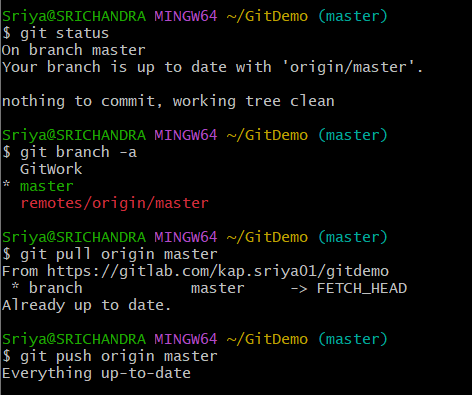 Sriya@SRICHANDRA MINGW64 ~/GitDemo (master)
$ git status
On branch master
Your branch is up to date with 'origin/master'.
nothing to commit, working tree clean
Sriya@SRICHANDRA MINGW64 ~/GitDemo (master)
$ git branch -a
GitWork
* master
remotes/origin/master
Sriya@SRICHANDRA MINGW64 ~/GitDemo (master)
$ git pull origin master
From https://gitlab.com/kap.sriya01/gitdemo
* branch master -> FETCH_HEAD
Already up to date.
Sriya@SRICHANDRA MINGW64 ~/GitDemo (master)
$ git push origin master
Everything up-to-date